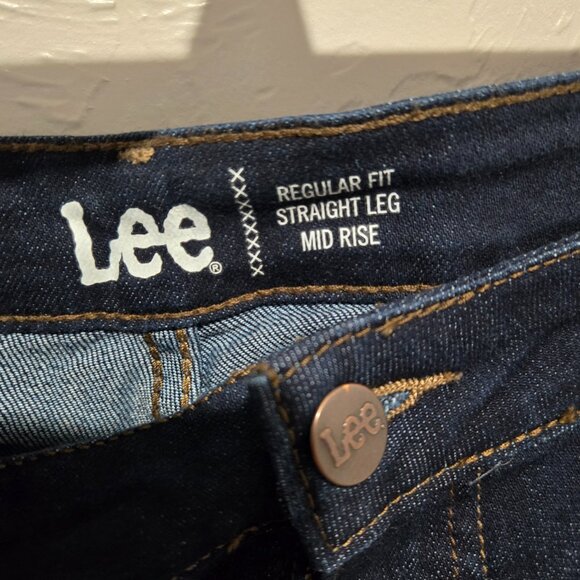 Lee®
REGULAR FIT
STRAIGHT LEG
MID RISE
Lee